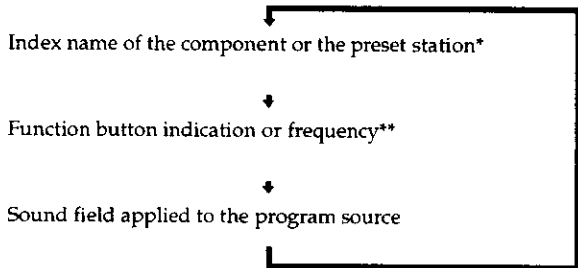 Index name of the component or the preset station*
Function button indication or frequency**
Sound field applied to the program source